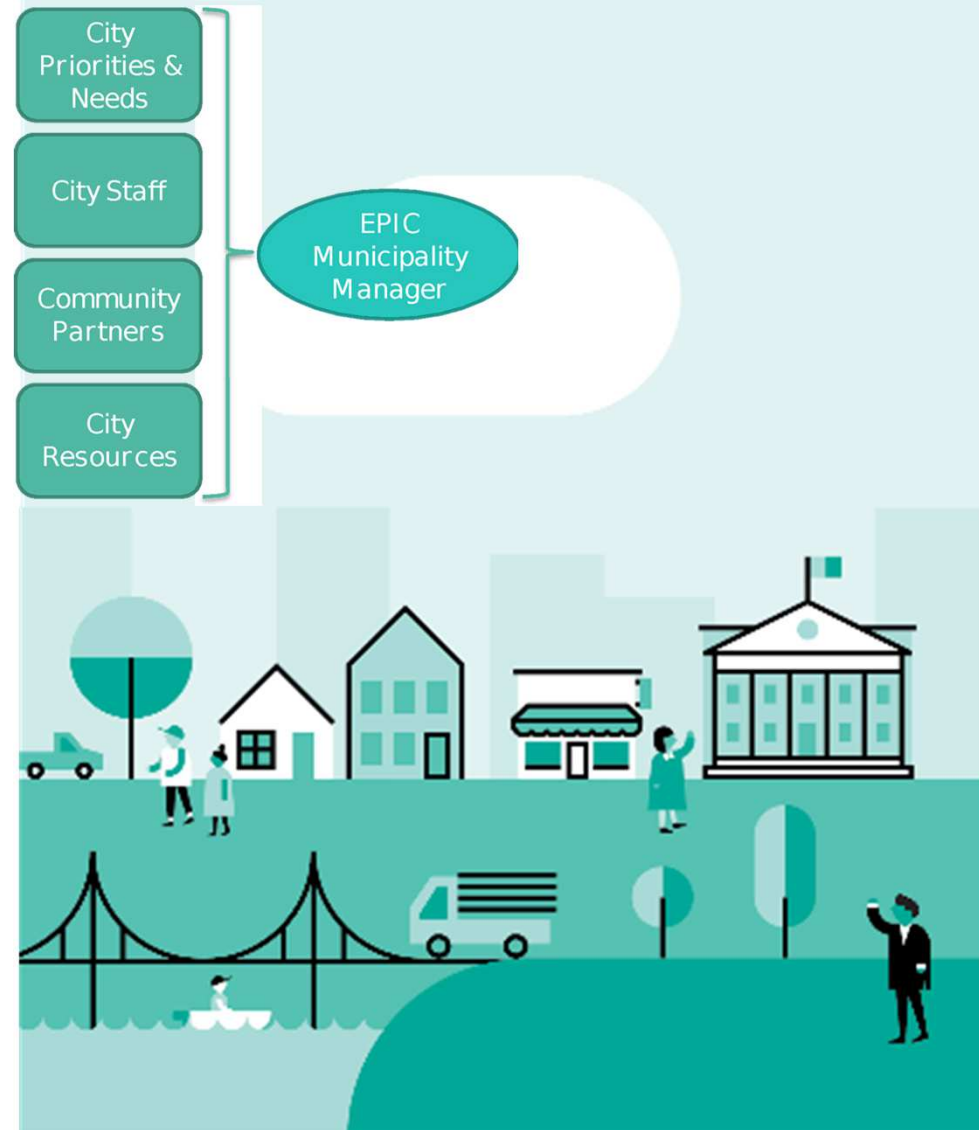 City
Priorities &
Needs
City Staff
Community
Partners
City
Resources
EPIC
Municipality
Manager